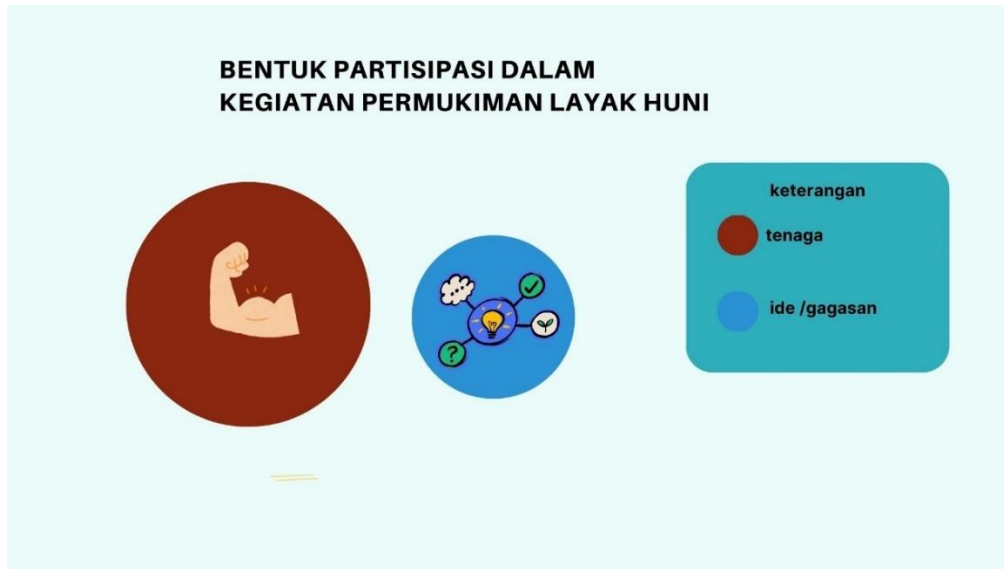 BENTUK PARTISIPASI DALAM
KEGIATAN PERMUKIMAN LAYAK HUNI
keterangan
tenaga
ide /gagasan
?